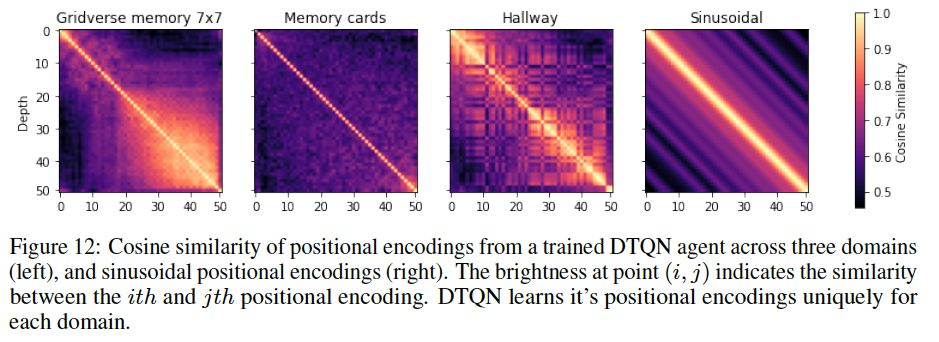 Gridverse memory 7x7 Memory cards Hallway Sinusoidal
0
10
20
30
40
50
Depth
0 10 20 30 40 50 0 10 20 30 40 50 0 10 20 30 40 50 0 10 20 30 40 50
1.0
0.9
0.8
0.7
0.6
0.5
Cosine Similarity
Figure 12: Cosine similarity of positional encodings from a trained DTQN agent across three domains
(left), and sinusoidal positional encodings (right). The brightness at point (i, j) indicates the similarity
between the ith and jth positional encoding. DTQN learns it's positional encodings uniquely for
each domain.